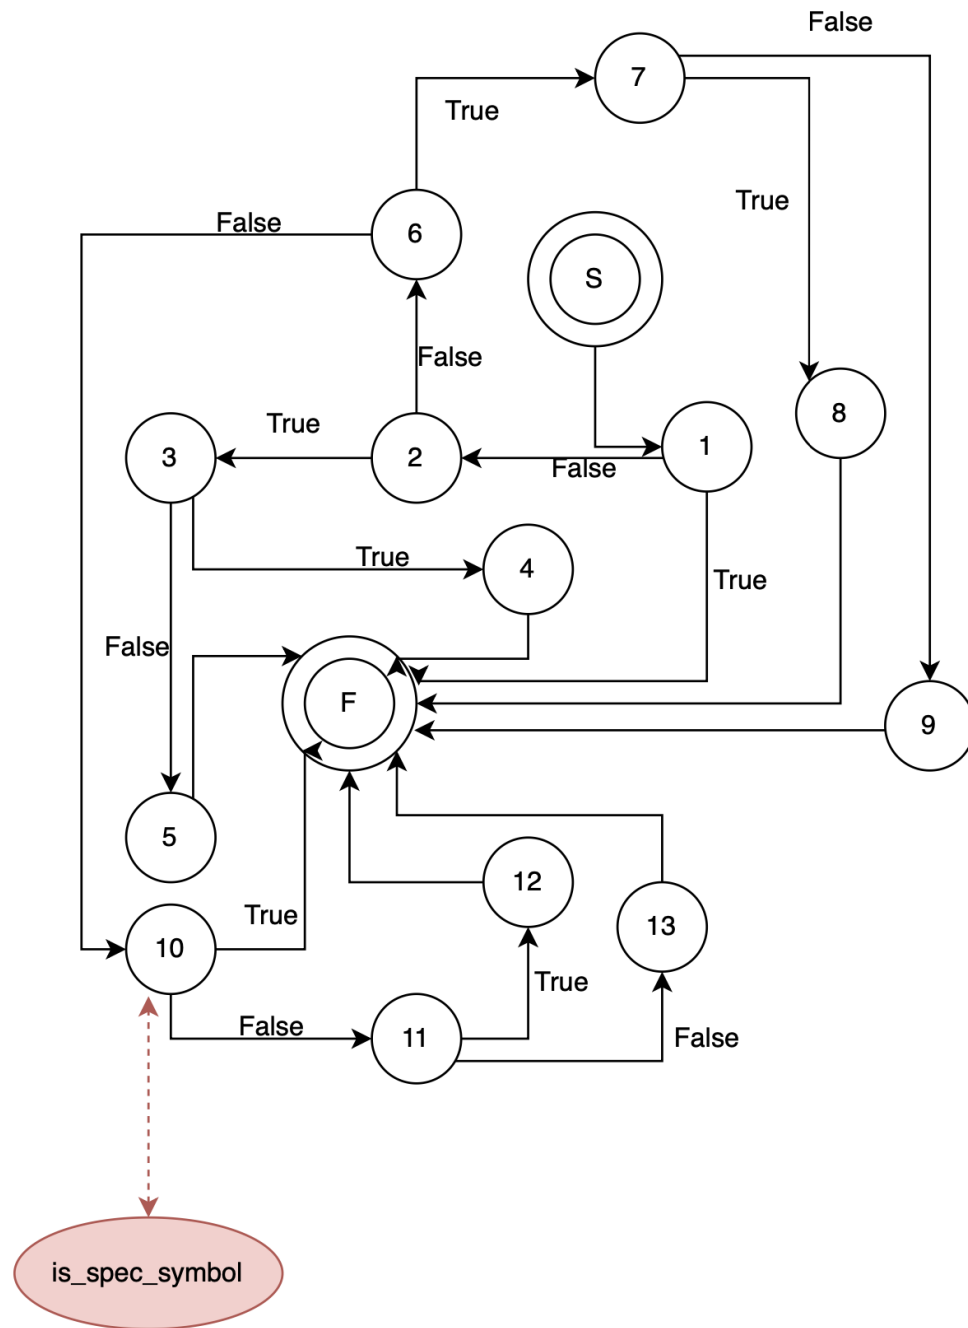 False
7
True
True
False
6
S
False
8
True
3
2
1
False
True
4
True
False
F
9
5
12
True
13
10
True
False
11
False
is_spec_symbol